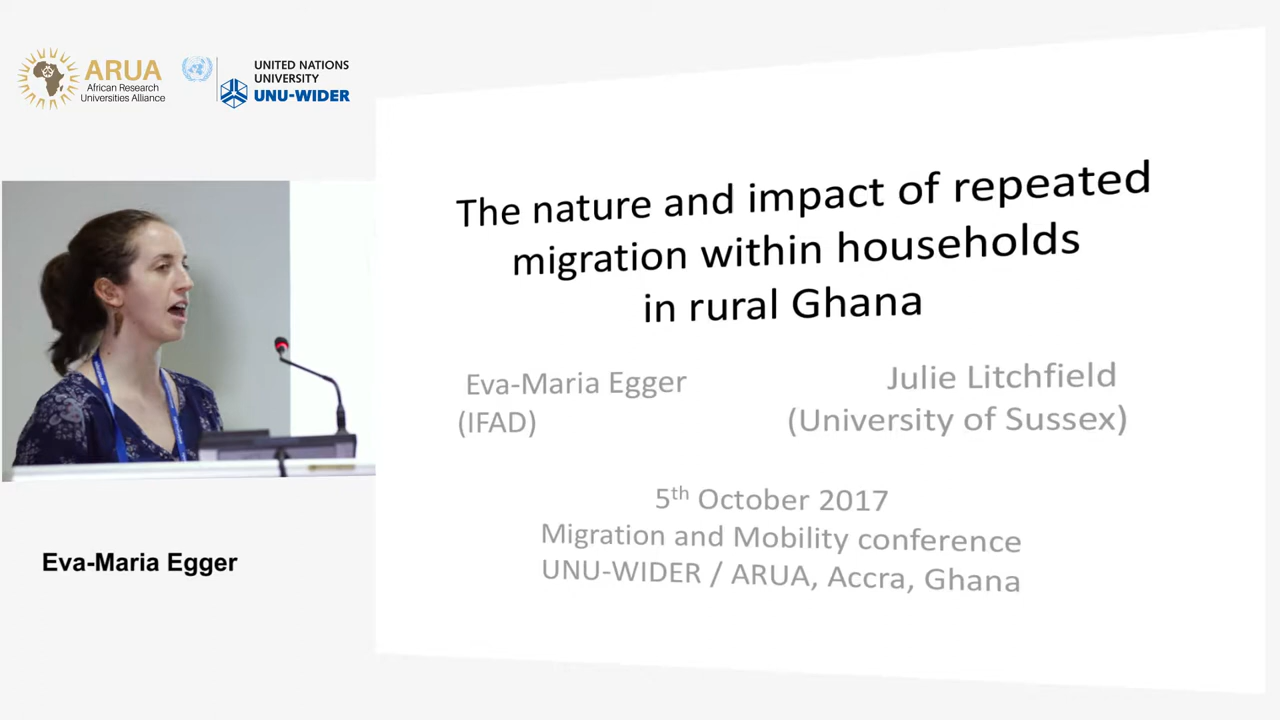 ARUA
African Research
Universities Alliance
UNITED NATIONS
UNIVERSITY
UNU-WIDER
The nature and impact of repeated
migration within households
in rural Ghana
Eva-Maria Egger
(IFAD)
Julie Litchfield
(University of Sussex)
5th October 2017
Migration and Mobility conference
UNU-WIDER / ARUA, Accra, Ghana
Eva-Maria Egger